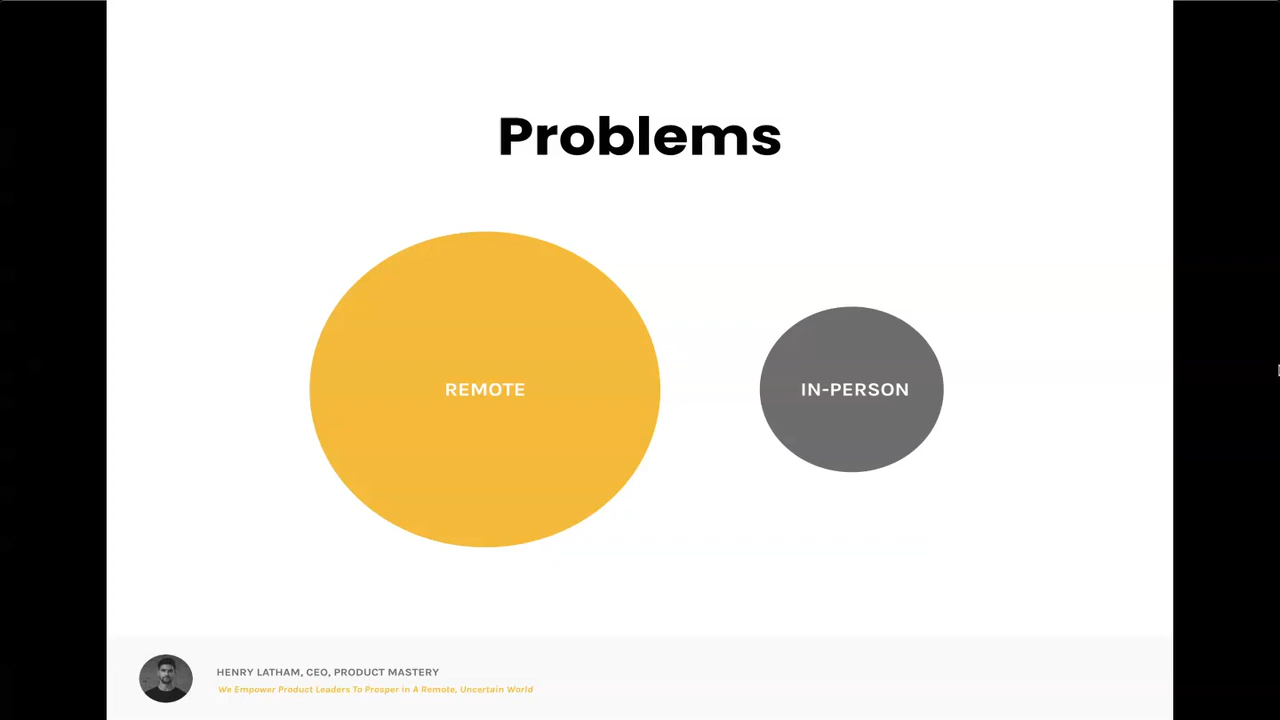 Problems
REMOTE
IN-PERSON
HENRY LATHAM, CEO, PRODUCT MASTERY
We Empower Product Leaders To Prosper in A Remote, Uncertain World